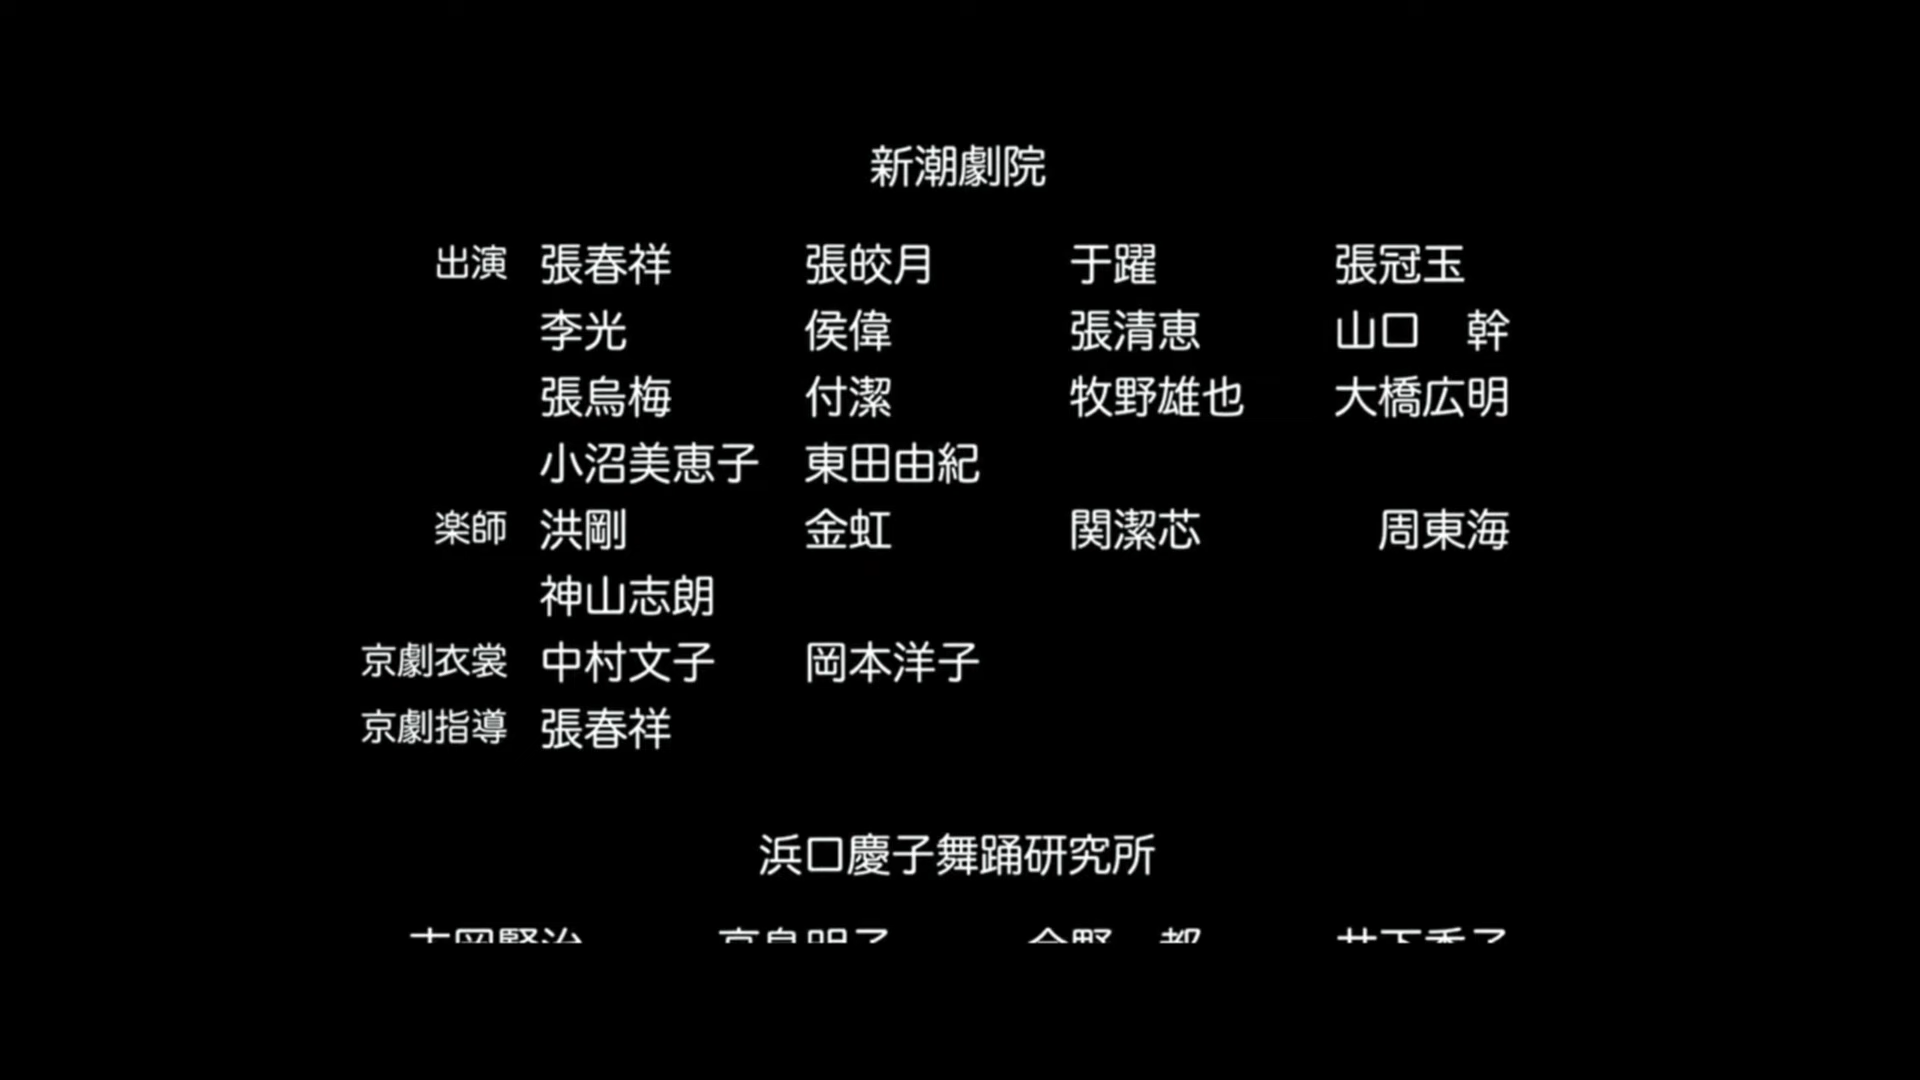 新潮劇院
出演 張春祥 張皎月 于躍 張冠玉
李光 侯偉 張清恵 山口　幹
張烏梅 付潔 牧野雄也 大橋広明
小沼美恵子 東田由紀
楽師 洪剛 金虹 関潔芯 周東海
神山志朗
京劇衣裳 中村文子 岡本洋子
京劇指導 張春祥
浜口慶子舞踊研究所